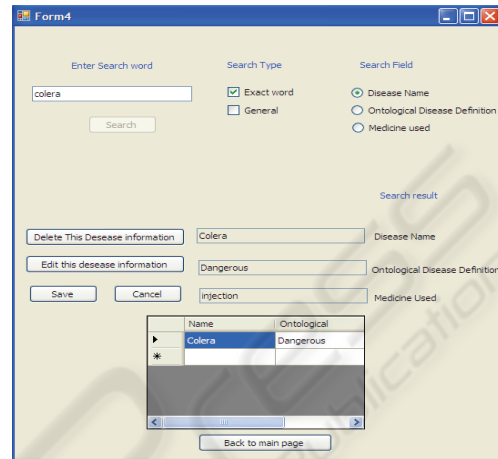 Form4
Enter Search word
Search Type
Search Field
colera
Exact word
Disease Name
General
Ontological Disease Definition
Search
Medicine used
Search result
Delete This Desease information
Colera
Disease Name
Edit this desease information
Dangerous
Ontological Disease Definition
Save
Cancel
injection
Medicine Used
Name
Ontological
Colera
Dangerous
Back to main page